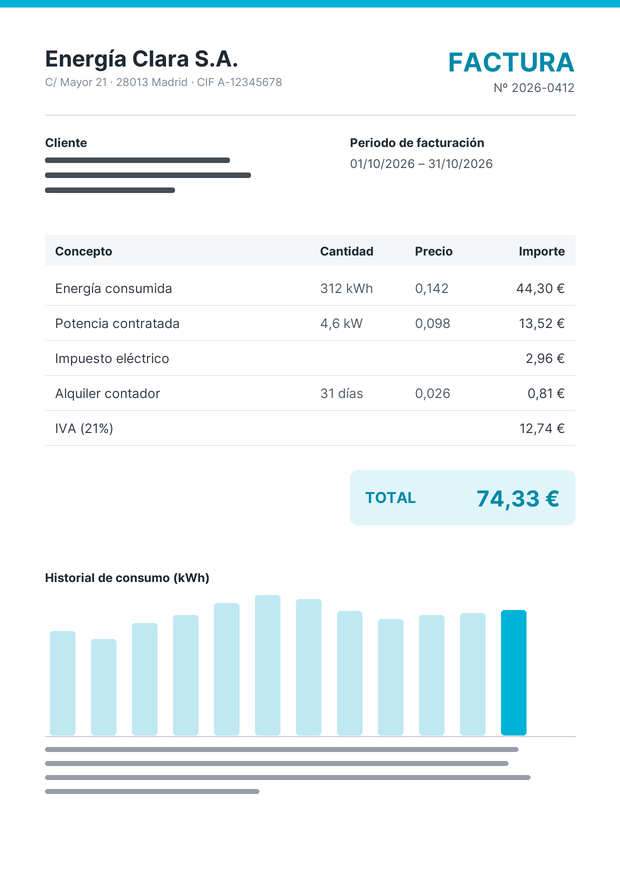 Energía Clara S.A.
C/ Mayor 21 · 28013 Madrid · CIF A-12345678
FACTURA
Nº 2026-0412
Cliente
Periodo de facturación
01/10/2026 – 31/10/2026
Concepto Cantidad Precio Importe
Energía consumida 312 kWh 0,142 44,30 €
Potencia contratada 4,6 kW 0,098 13,52 €
Impuesto eléctrico 2,96 €
Alquiler contador 31 días 0,026 0,81 €
IVA (21%) 12,74 €
TOTAL 74,33 €
Historial de consumo (kWh)